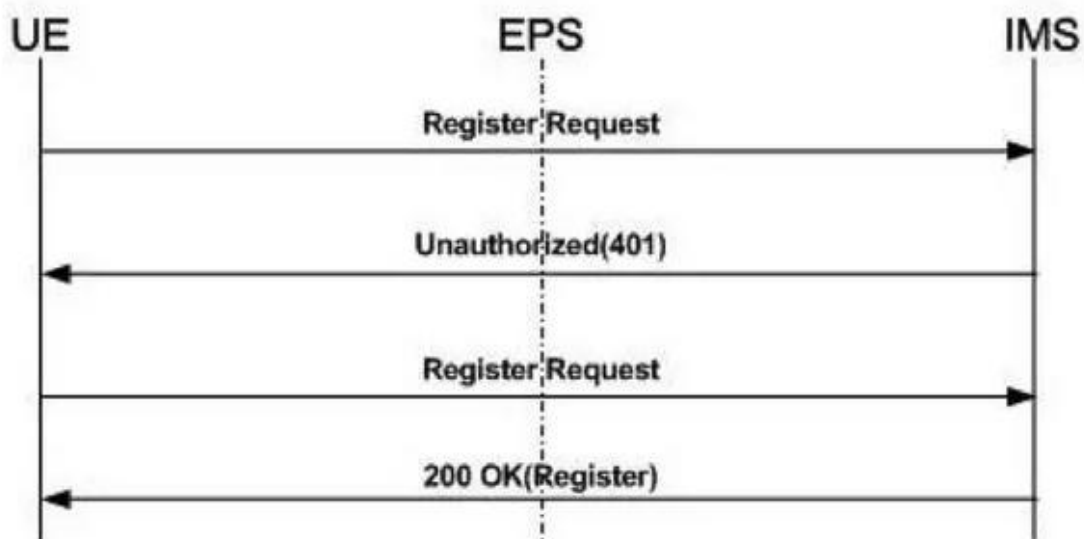 UE EPS IMS
Register Request
Unauthorized(401)
Register Request
200 OK(Register)